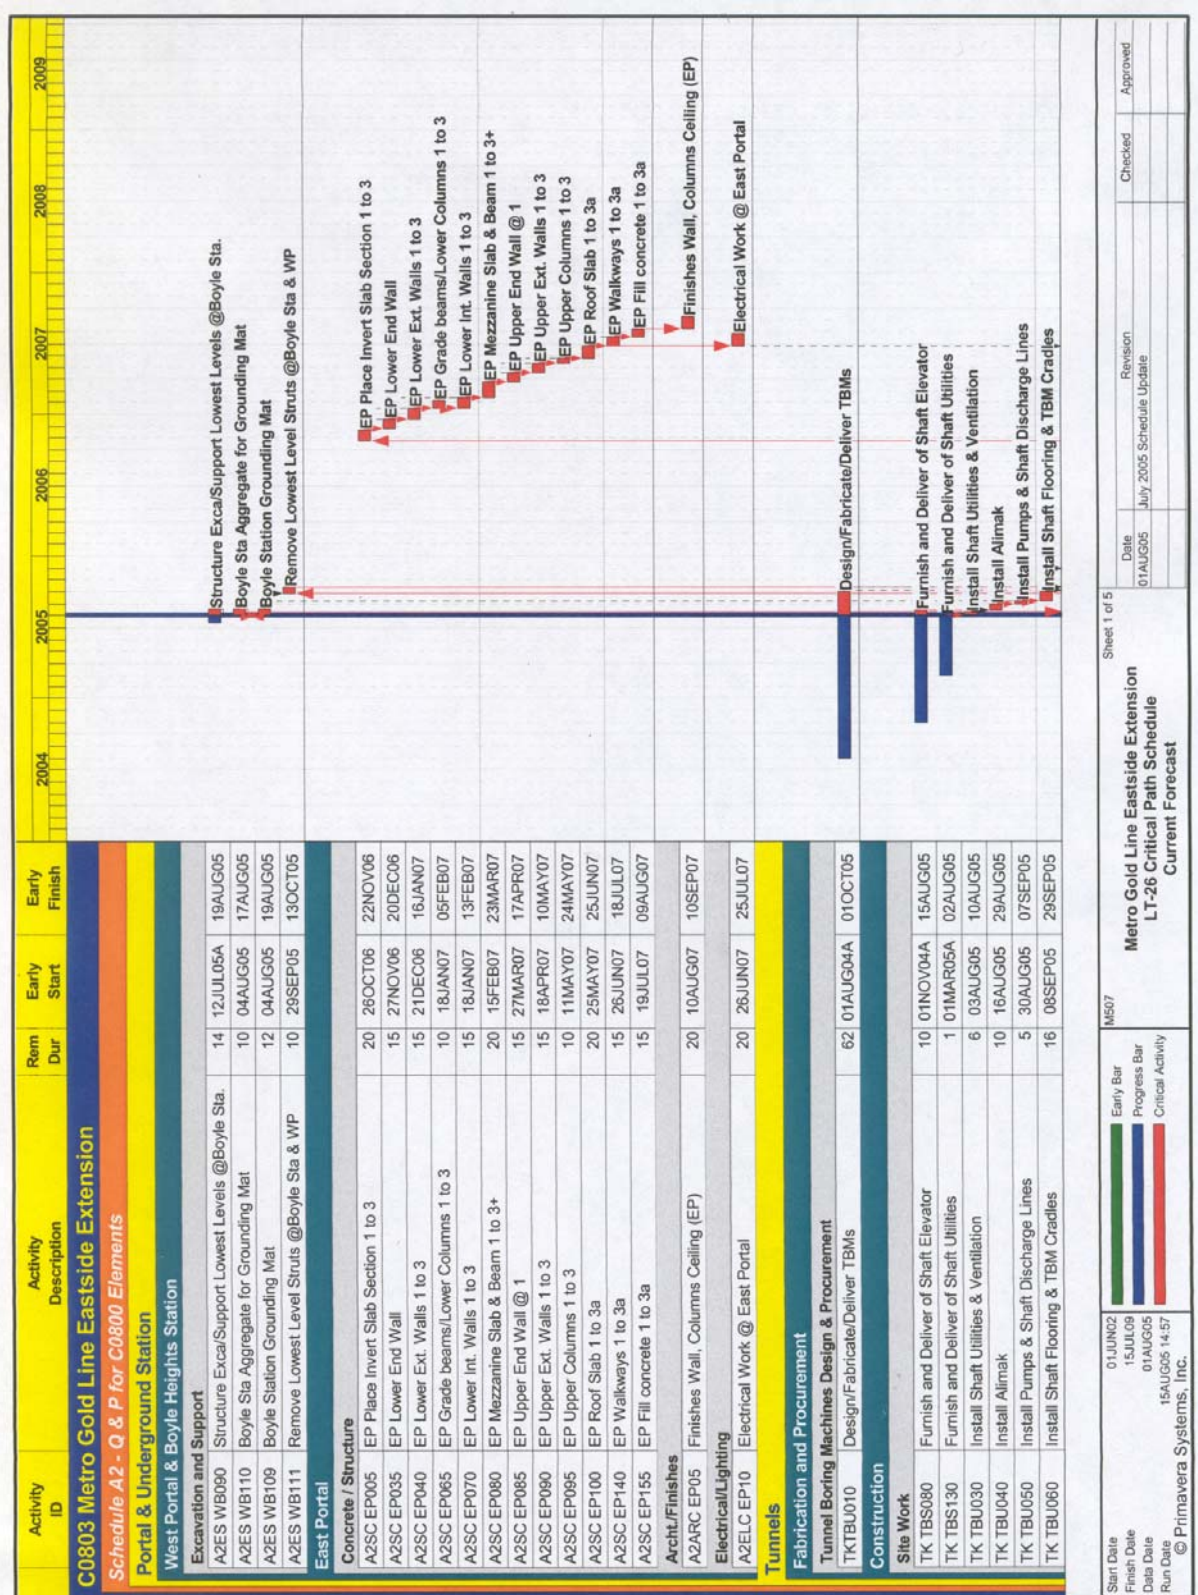 Activity ID Activity Description Rem Dur Early Start Early Finish 2004 2005 2006 2007 2008 2009
C0803 Metro Gold Line Eastside Extension
Schedule A2 - Q & P for C0800 Elements
Portal & Underground Station
West Portal & Boyle Heights Station
Excavation and Support
A2ES WB090 Structure Exca/Support Lowest Levels @Boyle Sta. 14 12JUL05A 19AUG05 Structure Exca/Support Lowest Levels @Boyle Sta.
A2ES WB110 Boyle Sta Aggregate for Grounding Mat 10 04AUG05 17AUG05 Boyle Sta Aggregate for Grounding Mat
A2ES WB109 Boyle Station Grounding Mat 12 04AUG05 19AUG05 Boyle Station Grounding Mat
A2ES WB111 Remove Lowest Level Struts @Boyle Sta & WP 10 29SEP05 13OCT05 Remove Lowest Level Struts @Boyle Sta & WP
East Portal
Concrete / Structure
A2SC EP005 EP Place Invert Slab Section 1 to 3 20 26OCT06 22NOV06 EP Place Invert Slab Section 1 to 3
A2SC EP035 EP Lower End Wall 15 27NOV06 20DEC06 EP Lower End Wall
A2SC EP040 EP Lower Ext. Walls 1 to 3 15 21DEC06 16JAN07 EP Lower Ext. Walls 1 to 3
A2SC EP065 EP Grade beams/Lower Columns 1 to 3 10 18JAN07 05FEB07 EP Grade beams/Lower Columns 1 to 3
A2SC EP070 EP Lower Int. Walls 1 to 3 15 18JAN07 13FEB07 EP Lower Int. Walls 1 to 3
A2SC EP080 EP Mezzanine Slab & Beam 1 to 3+ 20 15FEB07 23MAR07 EP Mezzanine Slab & Beam 1 to 3+
A2SC EP085 EP Upper End Wall @ 1 15 27MAR07 17APR07 EP Upper End Wall @ 1
A2SC EP090 EP Upper Ext. Walls 1 to 3 15 18APR07 10MAY07 EP Upper Ext. Walls 1 to 3
A2SC EP095 EP Upper Columns 1 to 3 10 11MAY07 24MAY07 EP Upper Columns 1 to 3
A2SC EP100 EP Roof Slab 1 to 3a 20 25MAY07 25JUN07 EP Roof Slab 1 to 3a
A2SC EP140 EP Walkways 1 to 3a 15 26JUN07 18JUL07 EP Walkways 1 to 3a
A2SC EP155 EP Fill concrete 1 to 3a 15 19JUL07 09AUG07 EP Fill concrete 1 to 3a
Archt./Finishes
A2ARC EP05 Finishes Wall, Columns Ceiling (EP) 20 10AUG07 10SEP07 Finishes Wall, Columns Ceiling (EP)
Electrical/Lighting
A2ELC EP10 Electrical Work @ East Portal 20 26JUN07 25JUL07 Electrical Work @ East Portal
Tunnels
Fabrication and Procurement
Tunnel Boring Machines Design & Procurement
TKTBU010 Design/Fabricate/Deliver TBMs 62 01AUG04A 01OCT05 Design/Fabricate/Deliver TBMs
Construction
Site Work
TK TBS080 Furnish and Deliver of Shaft Elevator 10 01NOV04A 15AUG05 Furnish and Deliver of Shaft Elevator
TK TBS130 Furnish and Deliver of Shaft Utilities 1 01MAR05A 02AUG05 Furnish and Deliver of Shaft Utilities
TK TBU030 Install Shaft Utilities & Ventilation 6 03AUG05 10AUG05 Install Shaft Utilities & Ventilation
TK TBU040 Install Alimak 10 16AUG05 29AUG05 Install Alimak
TK TBU050 Install Pumps & Shaft Discharge Lines 5 30AUG05 07SEP05 Install Pumps & Shaft Discharge Lines
TK TBU060 Install Shaft Flooring & TBM Cradles 16 08SEP05 29SEP05 Install Shaft Flooring & TBM Cradles
Start Date 01JUN02
Finish Date 15JUL09
Data Date 01AUG05
Run Date 15AUG05 14:57
© Primavera Systems, Inc.
Early Bar
Progress Bar
Critical Activity
M507
Sheet 1 of 5
Metro Gold Line Eastside Extension
LT-26 Critical Path Schedule
Current Forecast
Date Revision Checked Approved
01AUG05 July 2005 Schedule Update